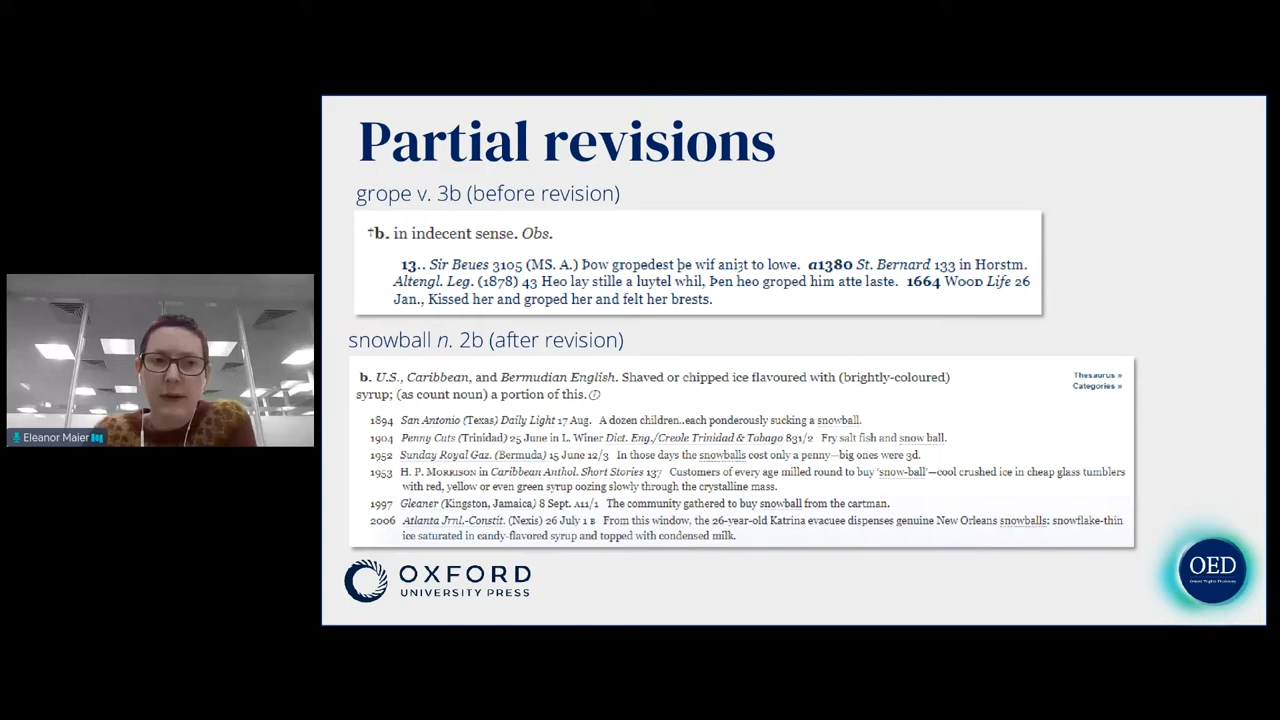 Partial revisions
grope v. 3b (before revision)
†b. in indecent sense. Obs.
13.. Sir Beues 3105 (MS. A.) Þow gropedest þe wif aniȝt to lowe. a1380 St. Bernard 133 in Horstm.
Altengl. Leg. (1878) 43 Heo lay stille a luytel whil, Þen heo groped him atte laste. 1664 WOOD Life 26
Jan., Kissed her and groped her and felt her brests.
snowball n. 2b (after revision)
b. U.S., Caribbean, and Bermudian English. Shaved or chipped ice flavoured with (brightly-coloured)
syrup; (as count noun) a portion of this.
Thesaurus »
Categories »
1894 San Antonio (Texas) Daily Light 17 Aug. A dozen children..each ponderously sucking a snowball.
1904 Penny Cuts (Trinidad) 25 June in L. Winer Dict. Eng./Creole Trinidad & Tobago 831/2 Fry salt fish and snow ball.
1952 Sunday Royal Gaz. (Bermuda) 15 June 12/3 In those days the snowballs cost only a penny—big ones were 3d.
1953 H. P. MORRISON in Caribbean Anthol. Short Stories 137 Customers of every age milled round to buy ‘snow-ball’—cool crushed ice in cheap glass tumblers
with red, yellow or even green syrup oozing slowly through the crystalline mass.
1997 Gleaner (Kingston, Jamaica) 8 Sept. A11/1 The community gathered to buy snowball from the cartman.
2006 Atlanta Jrnl.-Constit. (Nexis) 26 July 1 B From this window, the 26-year-old Katrina evacuee dispenses genuine New Orleans snowballs: snowflake-thin
ice saturated in candy-flavored syrup and topped with condensed milk.
Eleanor Maier
OXFORD
UNIVERSITY PRESS
OED
Oxford English Dictionary